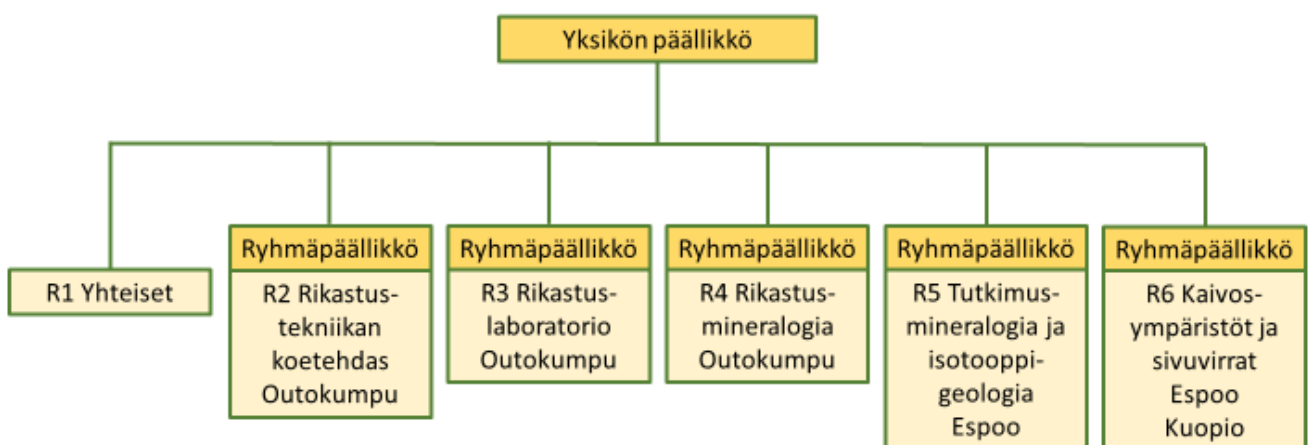 Yksikön päällikkö
R1 Yhteiset
Ryhmäpäällikkö
R2 Rikastus-
tekniikan
koetehdas
Outokumpu
Ryhmäpäällikkö
R3 Rikastus-
laboratorio
Outokumpu
Ryhmäpäällikkö
R4 Rikastus-
mineralogia
Outokumpu
Ryhmäpäällikkö
R5 Tutkimus-
mineralogia ja
isotooppi-
geologia
Espoo
Ryhmäpäällikkö
R6 Kaivos-
ympäristöt ja
sivuvirrat
Espoo
Kuopio